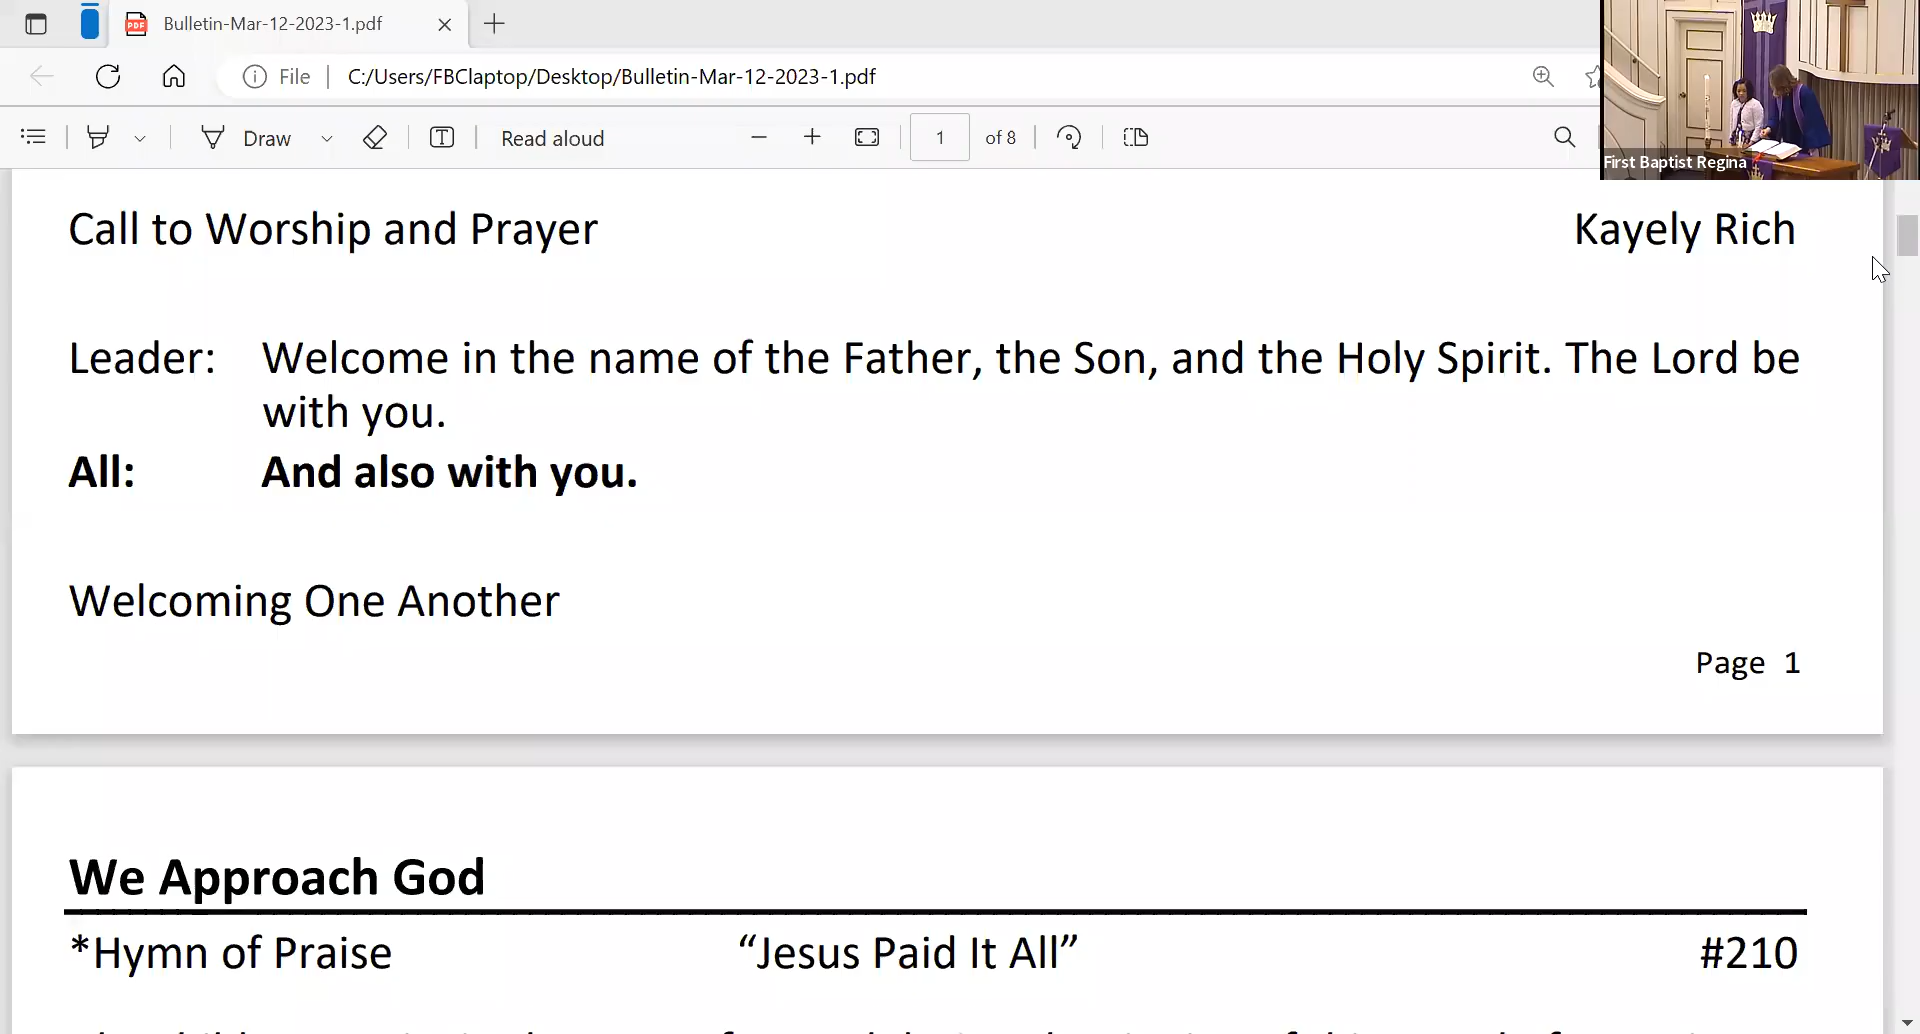 Bulletin-Mar-12-2023-1.pdf
File
C:/Users/FBClaptop/Desktop/Bulletin-Mar-12-2023-1.pdf
Draw
Read aloud
1
of 8
First Baptist Regina
Call to Worship and Prayer Kayely Rich
Leader: Welcome in the name of the Father, the Son, and the Holy Spirit. The Lord be
with you.
All: And also with you.
Welcoming One Another
Page 1
We Approach God
*Hymn of Praise “Jesus Paid It All” #210